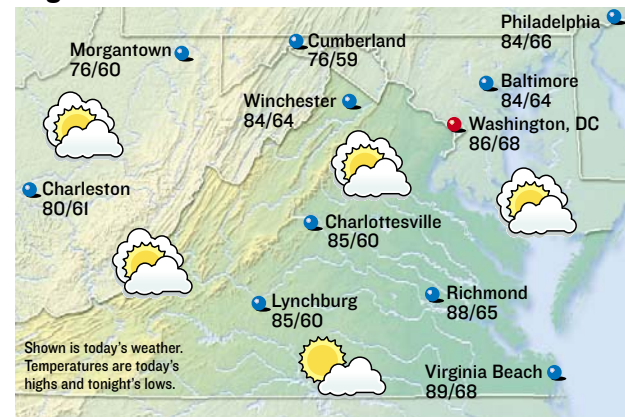 Philadelphia
84/66
Morgantown
76/60
Cumberland
76/59
Baltimore
84/64
Winchester
84/64
Washington, DC
86/68
Charleston
80/61
Charlottesville
85/60
Lynchburg
85/60
Richmond
88/65
Shown is today's weather.
Temperatures are today's
highs and tonight's lows.
Virginia Beach
89/68